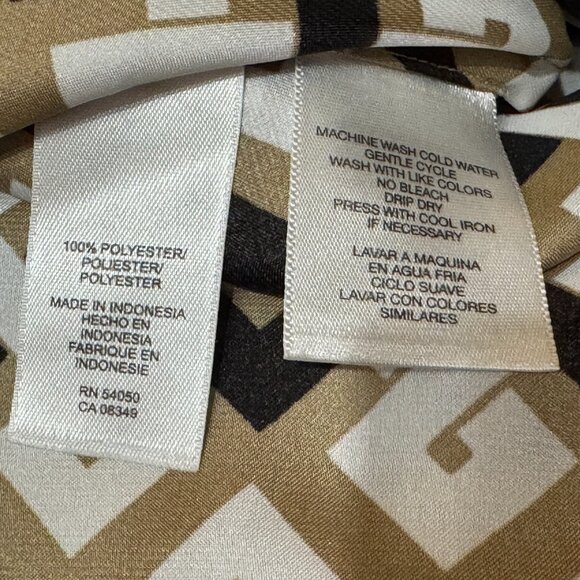 100% POLYESTER/
POLIESTER/
POLYESTER
MADE IN INDONESIA
HECHO EN
INDONESIA
FABRIQUE EN
INDONESIE
RN 54050
CA 08349
MACHINE WASH COLD WATER
GENTLE CYCLE
WASH WITH LIKE COLORS
NO BLEACH
DRIP DRY
PRESS WITH COOL IRON
IF NECESSARY
LAVAR A MAQUINA
EN AGUA FRIA
CICLO SUAVE
LAVAR CON COLORES
SIMILARES